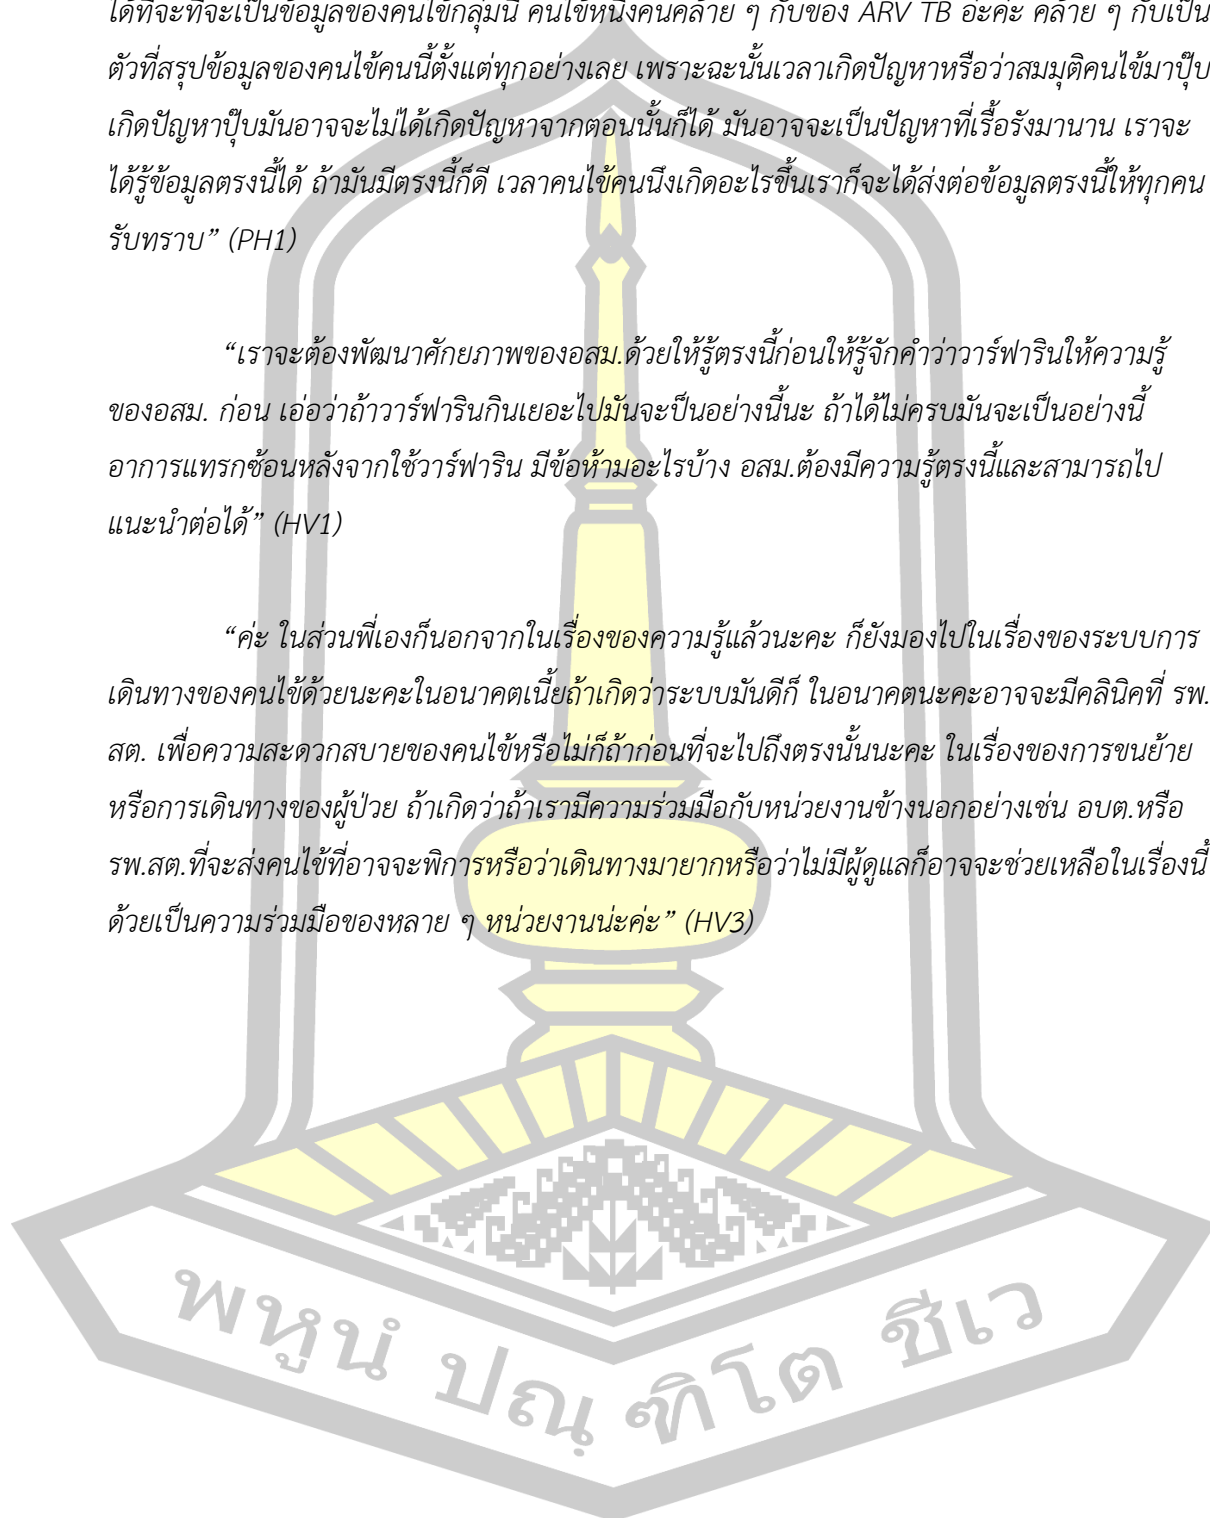 ได้ที่จะที่จะเป็นข้อมูลของคนไข้กลุ่มนี้ คนไข้หนึ่งคนคล้าย ๆ กับของ ARV TB อ่ะค่ะ คล้าย ๆ กับเป็น
ตัวที่สรุปข้อมูลของคนไข้คนนี้ตั้งแต่ทุกอย่างเลย เพราะฉะนั้นเวลาเกิดปัญหาหรือว่าสมมุติคนไข้มาปุ๊บ
เกิดปัญหาปุ๊บมันอาจจะไม่ได้เกิดปัญหาจากตอนนั้นก็ได้ มันอาจจะเป็นปัญหาที่เรื้อรังมานาน เราจะ
ได้รู้ข้อมูลตรงนี้ได้ ถ้ามันมีตรงนี้ก็ดี เวลาคนไข้คนนึงเกิดอะไรขึ้นเราก็จะได้ส่งต่อข้อมูลตรงนี้ให้ทุกคน
รับทราบ” (PH1)
“เราจะต้องพัฒนาศักยภาพของอสม.ด้วยให้รู้ตรงนี้ก่อนให้รู้จักคำว่าวาร์ฟารินให้ความรู้
ของอสม. ก่อน เอ่อว่าถ้าวาร์ฟารินกินเยอะไปมันจะป็นอย่างนี้นะ ถ้าได้ไม่ครบมันจะเป็นอย่างนี้
อาการแทรกซ้อนหลังจากใช้วาร์ฟาริน มีข้อห้ามอะไรบ้าง อสม.ต้องมีความรู้ตรงนี้และสามารถไป
แนะนำต่อได้” (HV1)
“ค่ะ ในส่วนพี่เองก็นอกจากในเรื่องของความรู้แล้วนะคะ ก็ยังมองไปในเรื่องของระบบการ
เดินทางของคนไข้ด้วยนะคะในอนาคตเนี้ยถ้าเกิดว่าระบบมันดีก็ ในอนาคตนะคะอาจจะมีคลินิคที่ รพ.
สต. เพื่อความสะดวกสบายของคนไข้หรือไม่ก็ถ้าก่อนที่จะไปถึงตรงนั้นนะคะ ในเรื่องของการขนย้าย
หรือการเดินทางของผู้ป่วย ถ้าเกิดว่าถ้าเรามีความร่วมมือกับหน่วยงานข้างนอกอย่างเช่น อบต.หรือ
รพ.สต.ที่จะส่งคนไข้ที่อาจจะพิการหรือว่าเดินทางมายากหรือว่าไม่มีผู้ดูแลก็อาจจะช่วยเหลือในเรื่องนี้
ด้วยเป็นความร่วมมือของหลาย ๆ หน่วยงานน่ะค่ะ” (HV3)
พหูนํ ปณฺฑิโต ชีเว